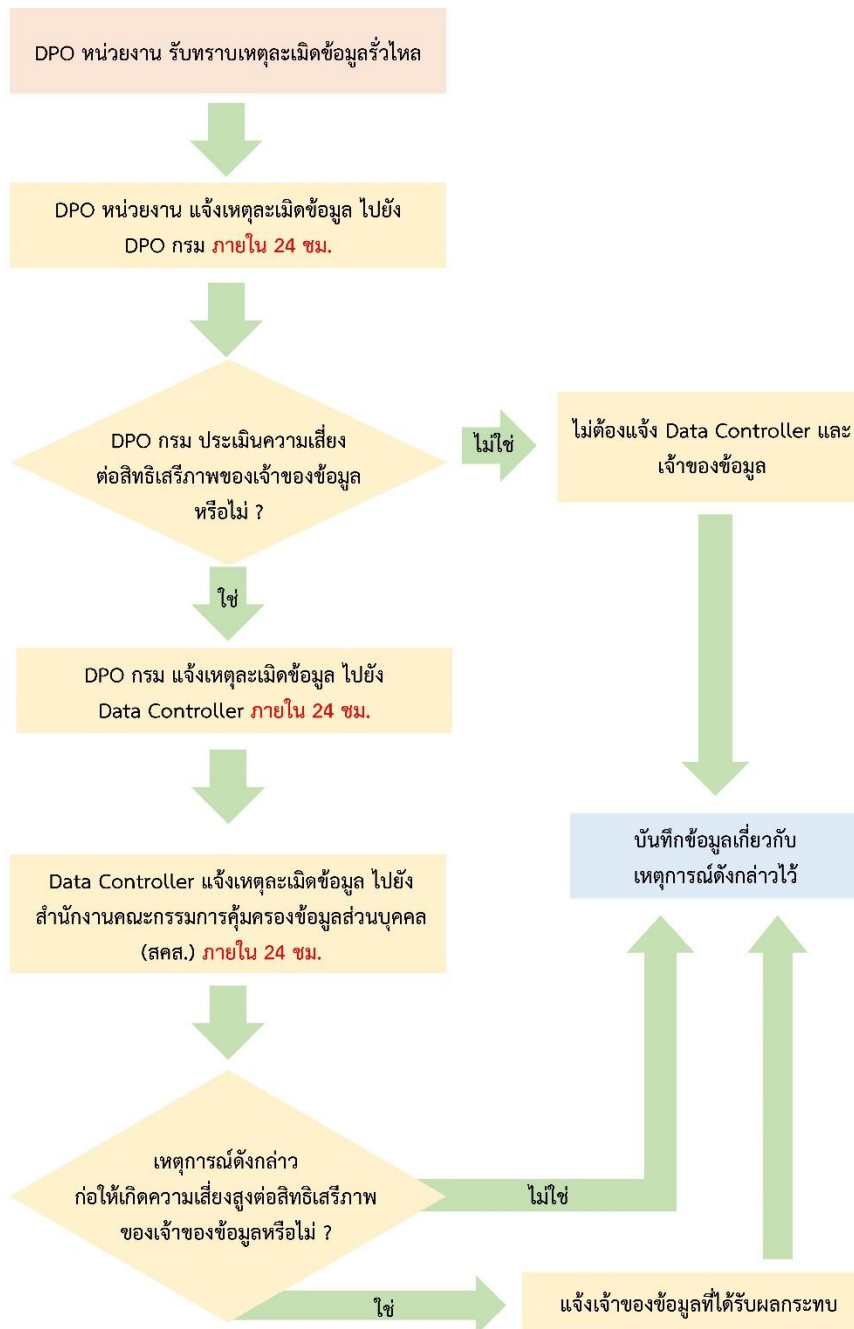 DPO หน่วยงาน รับทราบเหตุละเมิดข้อมูลรั่วไหล
DPO หน่วยงาน แจ้งเหตุละเมิดข้อมูล ไปยัง
DPO กรม ภายใน 24 ชม.
DPO กรม ประเมินความเสี่ยง
ต่อสิทธิเสรีภาพของเจ้าของข้อมูล
หรือไม่ ?
ไม่ใช่
ไม่ต้องแจ้ง Data Controller และ
เจ้าของข้อมูล
ใช่
DPO กรม แจ้งเหตุละเมิดข้อมูล ไปยัง
Data Controller ภายใน 24 ชม.
Data Controller แจ้งเหตุละเมิดข้อมูล ไปยัง
สำนักงานคณะกรรมการคุ้มครองข้อมูลส่วนบุคคล
(สคส.) ภายใน 24 ชม.
บันทึกข้อมูลเกี่ยวกับ
เหตุการณ์ดังกล่าวไว้
เหตุการณ์ดังกล่าว
ก่อให้เกิดความเสี่ยงสูงต่อสิทธิเสรีภาพ
ของเจ้าของข้อมูลหรือไม่ ?
ไม่ใช่
ใช่
แจ้งเจ้าของข้อมูลที่ได้รับผลกระทบ